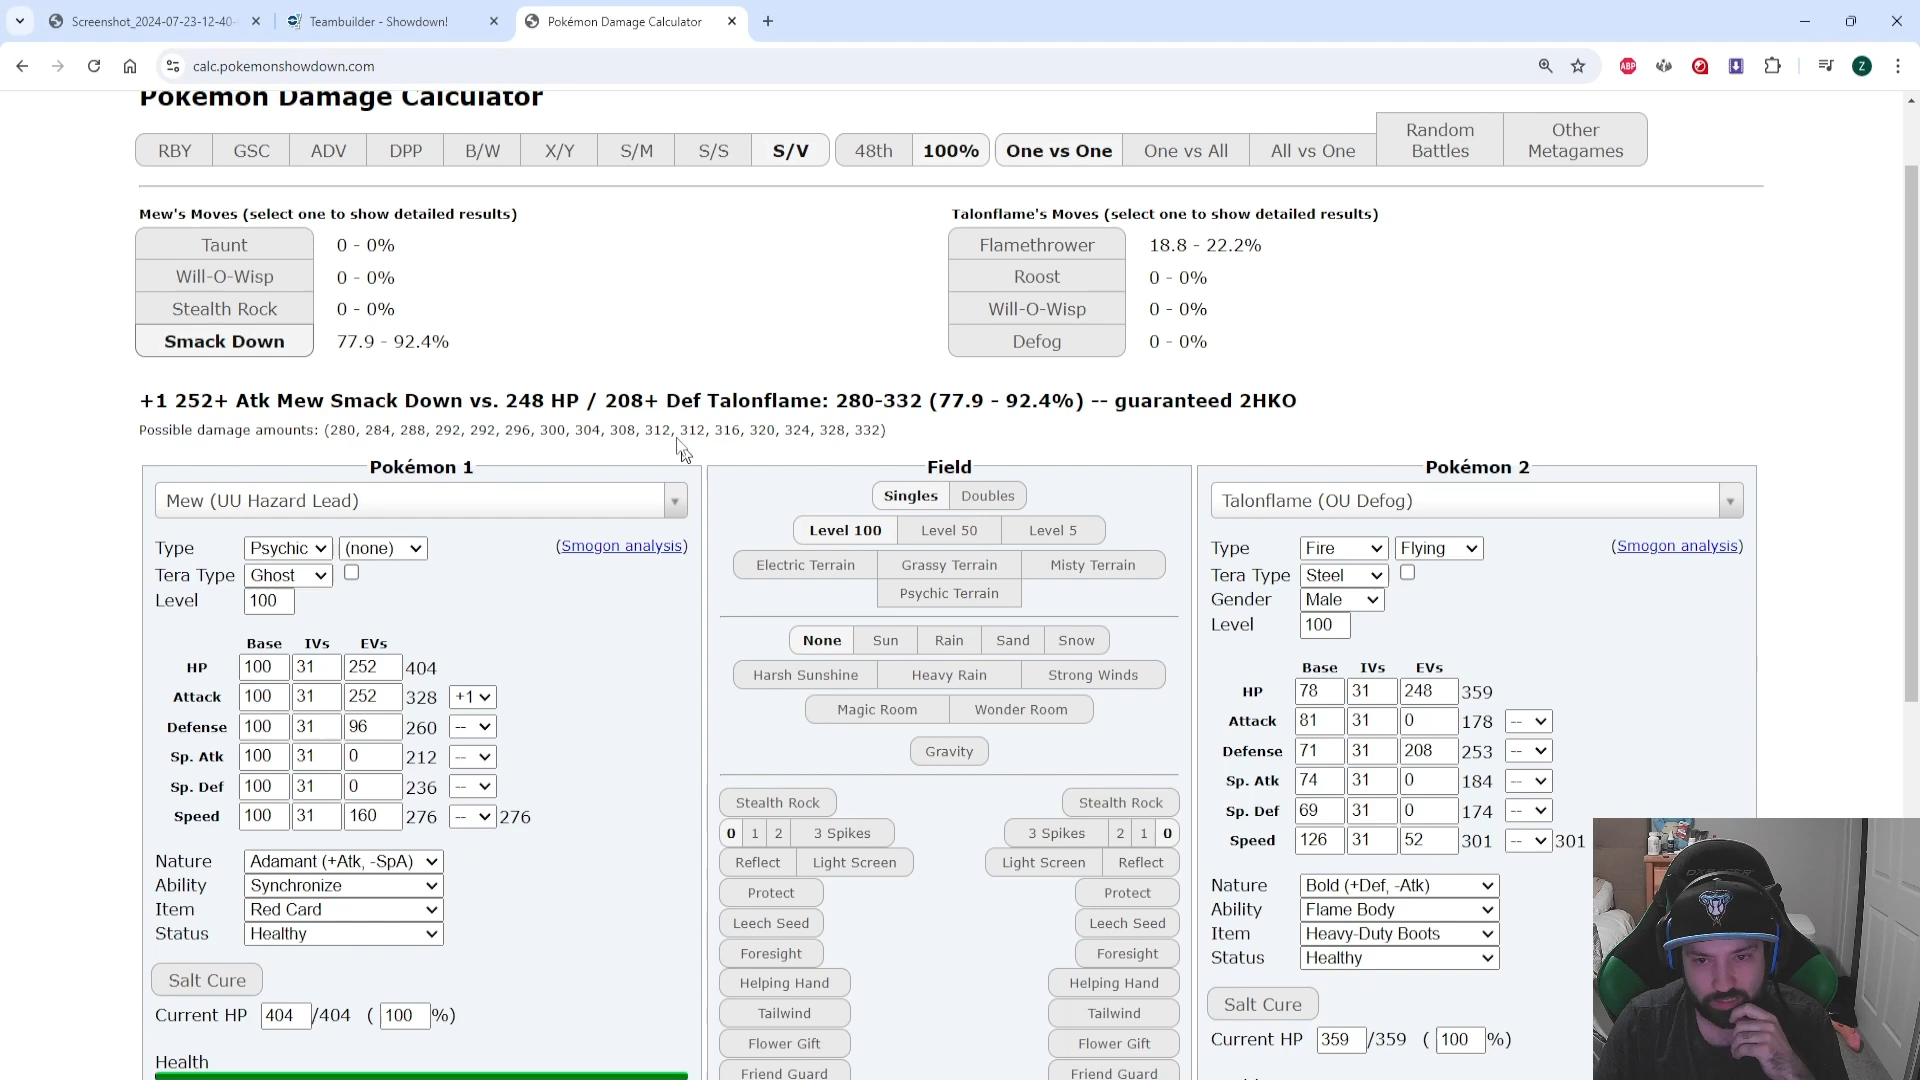 Screenshot_2024-07-23-12-40-
Teambuilder - Showdown!
Pokémon Damage Calculator
calc.pokemonshowdown.com
ABP
Z
Pokémon Damage Calculator
RBY
GSC
ADV
DPP
B/W
X/Y
S/M
S/S
S/V
48th
100%
One vs One
One vs All
All vs One
Random Battles
Other Metagames
Mew's Moves (select one to show detailed results)
Taunt 0 - 0%
Will-O-Wisp 0 - 0%
Stealth Rock 0 - 0%
Smack Down 77.9 - 92.4%
Talonflame's Moves (select one to show detailed results)
Flamethrower 18.8 - 22.2%
Roost 0 - 0%
Will-O-Wisp 0 - 0%
Defog 0 - 0%
+1 252+ Atk Mew Smack Down vs. 248 HP / 208+ Def Talonflame: 280-332 (77.9 - 92.4%) -- guaranteed 2HKO
Possible damage amounts: (280, 284, 288, 292, 292, 296, 300, 304, 308, 312, 312, 316, 320, 324, 328, 332)
Pokémon 1
Mew (UU Hazard Lead)
Type Psychic (none) (Smogon analysis)
Tera Type Ghost
Level 100
Base IVs EVs
HP 100 31 252 404
Attack 100 31 252 328 +1
Defense 100 31 96 260 --
Sp. Atk 100 31 0 212 --
Sp. Def 100 31 0 236 --
Speed 100 31 160 276 -- 276
Nature Adamant (+Atk, -SpA)
Ability Synchronize
Item Red Card
Status Healthy
Salt Cure
Current HP 404 /404 ( 100 %)
Health
Field
Singles Doubles
Level 100 Level 50 Level 5
Electric Terrain Grassy Terrain Misty Terrain
Psychic Terrain
None Sun Rain Sand Snow
Harsh Sunshine Heavy Rain Strong Winds
Magic Room Wonder Room
Gravity
Stealth Rock Stealth Rock
0 1 2 3 Spikes 3 Spikes 2 1 0
Reflect Light Screen Light Screen Reflect
Protect Protect
Leech Seed Leech Seed
Foresight Foresight
Helping Hand Helping Hand
Tailwind Tailwind
Flower Gift Flower Gift
Friend Guard Friend Guard
Pokémon 2
Talonflame (OU Defog)
Type Fire Flying (Smogon analysis)
Tera Type Steel
Gender Male
Level 100
Base IVs EVs
HP 78 31 248 359
Attack 81 31 0 178 --
Defense 71 31 208 253 --
Sp. Atk 74 31 0 184 --
Sp. Def 69 31 0 174 --
Speed 126 31 52 301 -- 301
Nature Bold (+Def, -Atk)
Ability Flame Body
Item Heavy-Duty Boots
Status Healthy
Salt Cure
Current HP 359 /359 ( 100 %)